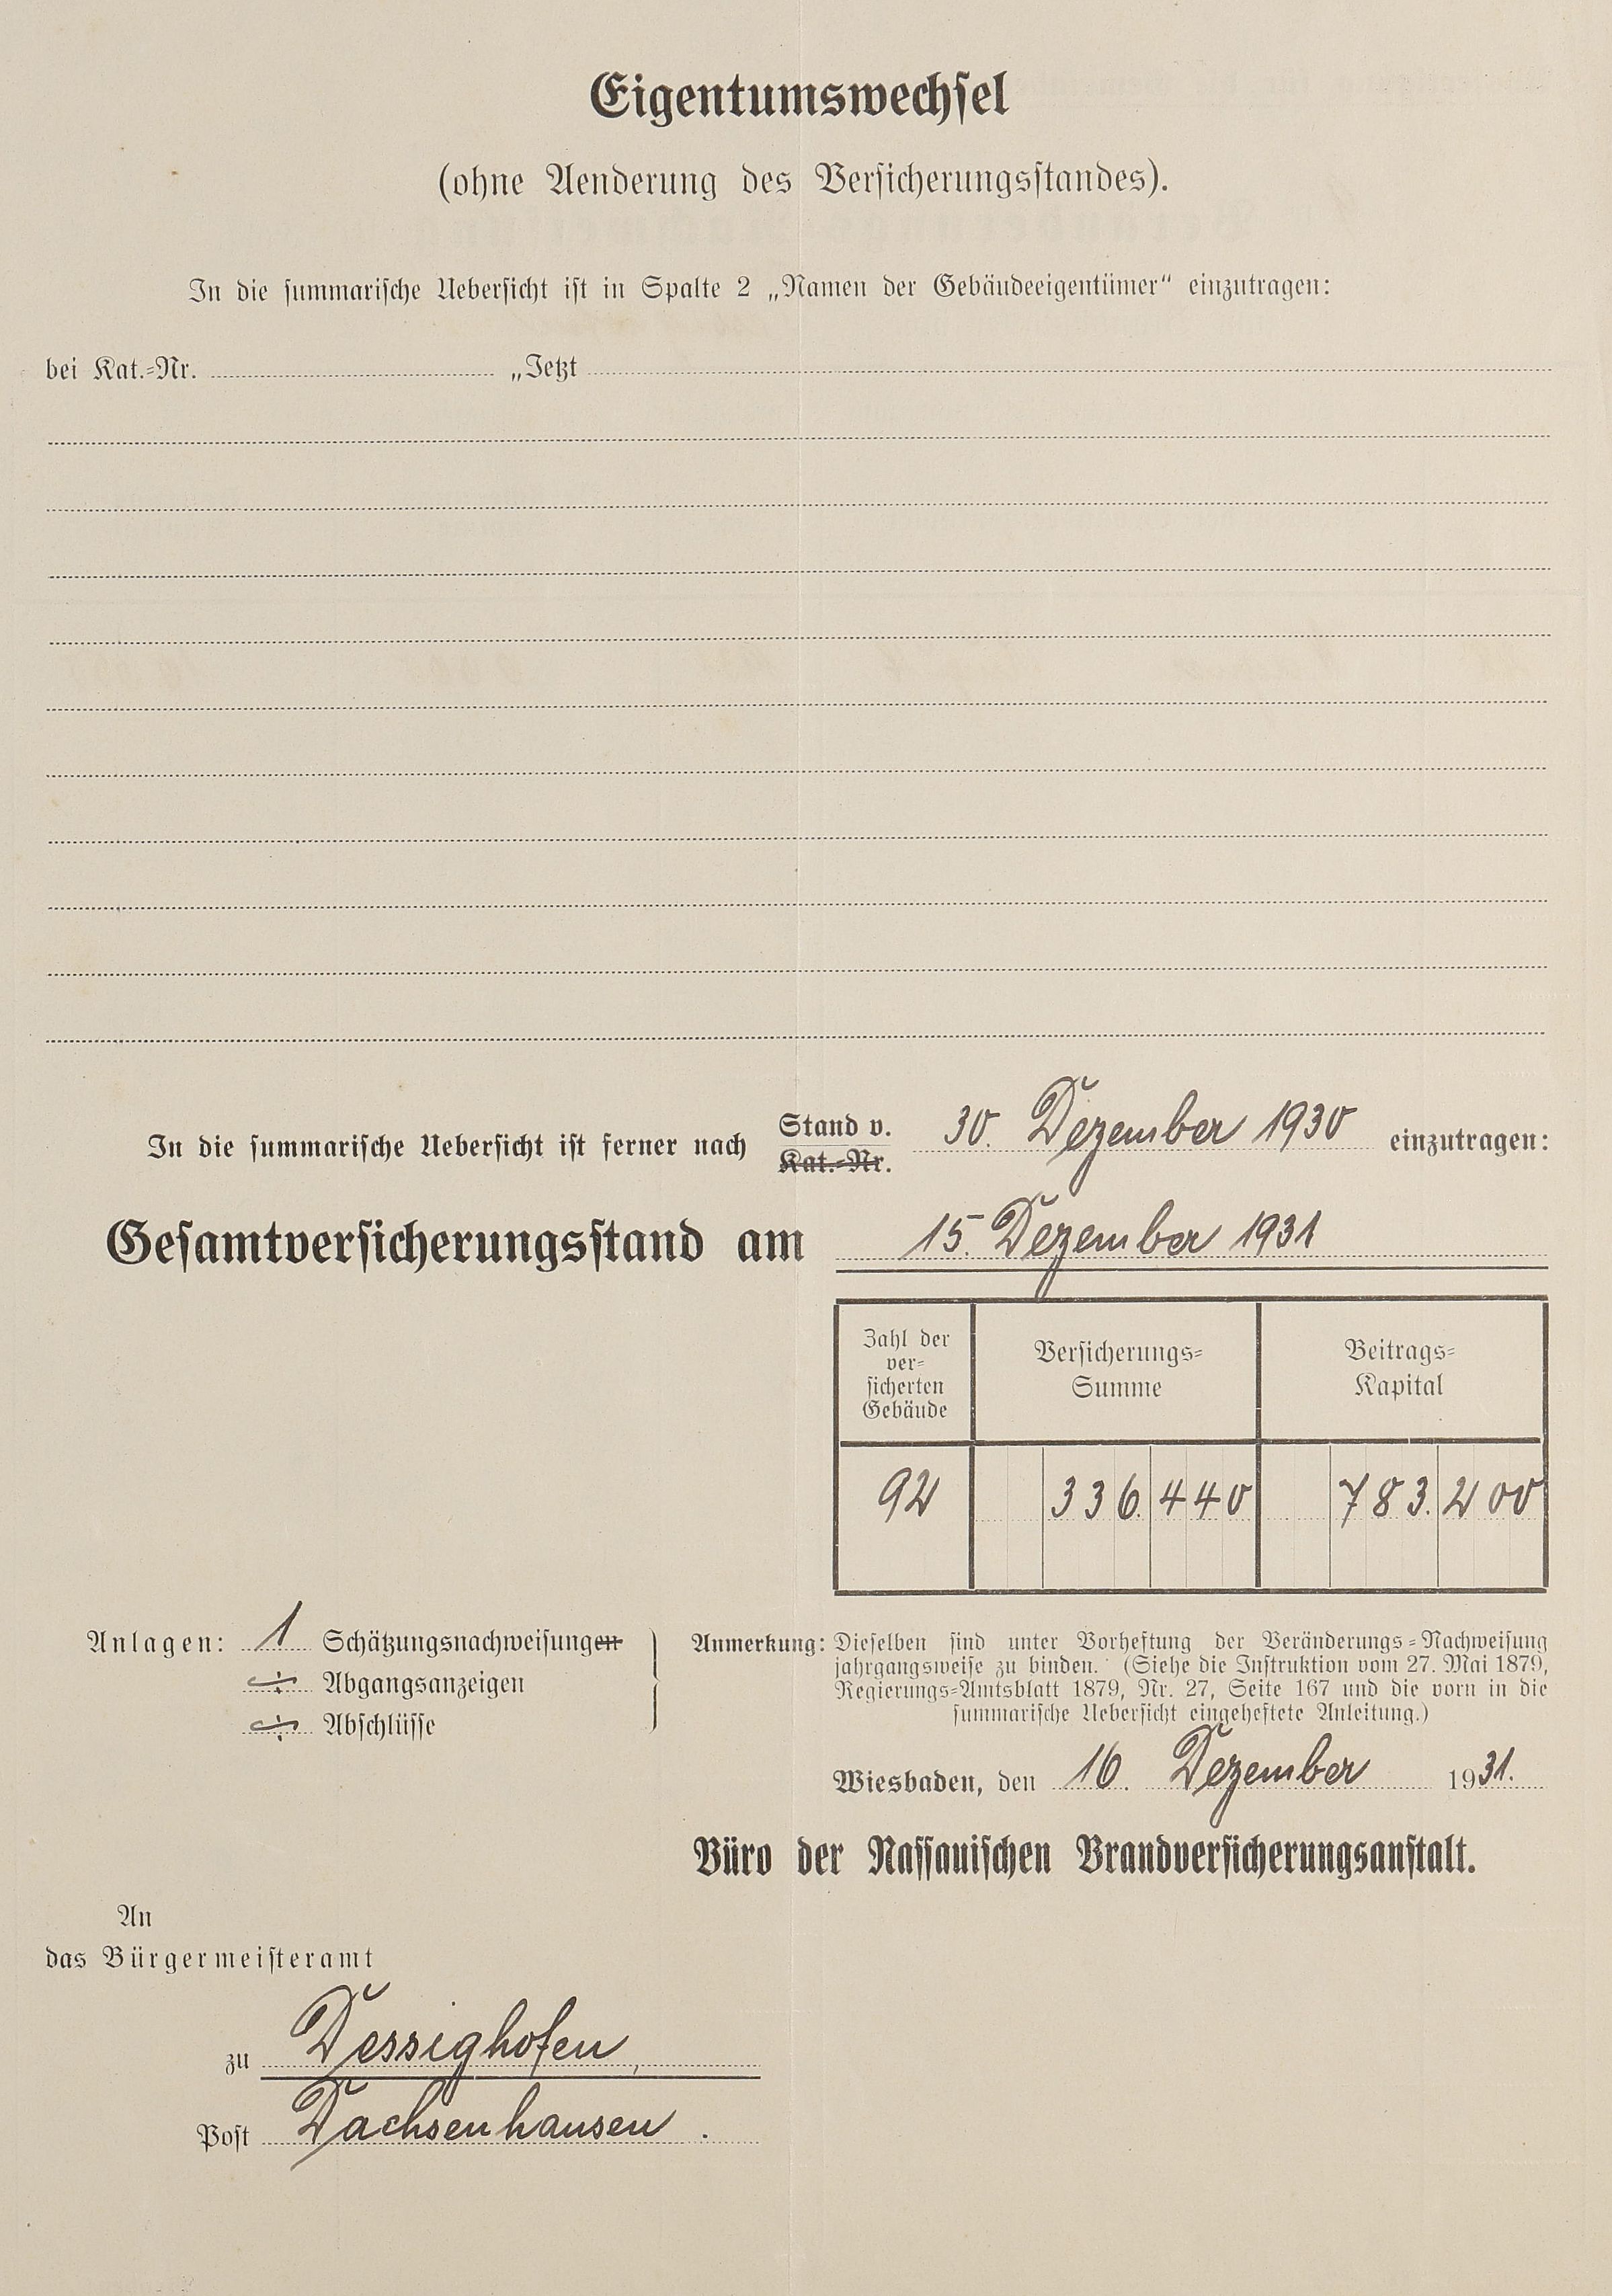 Eigentumswechsel
(ohne Aenderung des Versicherungsstandes).
In die summarische Uebersicht ist in Spalte 2 „Namen der Gebäudeeigentümer“ einzutragen:
bei Kat.-Nr. „Jetzt
In die summarische Uebersicht ist ferner nach Stand v. 30. Dezember 1930 einzutragen:
Kat.-Nr.
Gesamtversicherungsstand am 15. Dezember 1931
Zahl der
ver-
sicherten
Gebäude
Versicherungs-
Summe
Beitrags-
Kapital
92 336.440 783.200
Anlagen: 1 Schätzungsnachweisungen
Abgangsanzeigen
Abschlüsse
Anmerkung: Dieselben sind unter Vorheftung der Veränderungs-Nachweisung
jahrgangsweise zu binden. (Siehe die Instruktion vom 27. Mai 1879,
Regierungs-Amtsblatt 1879, Nr. 27, Seite 167 und die vorn in die
summarische Uebersicht eingeheftete Anleitung.)
Wiesbaden, den 16. Dezember 1931.
Büro der Nassauischen Brandversicherungsanstalt.
An
das Bürgermeisteramt
zu Dessighofen,
Post Dachsenhausen.